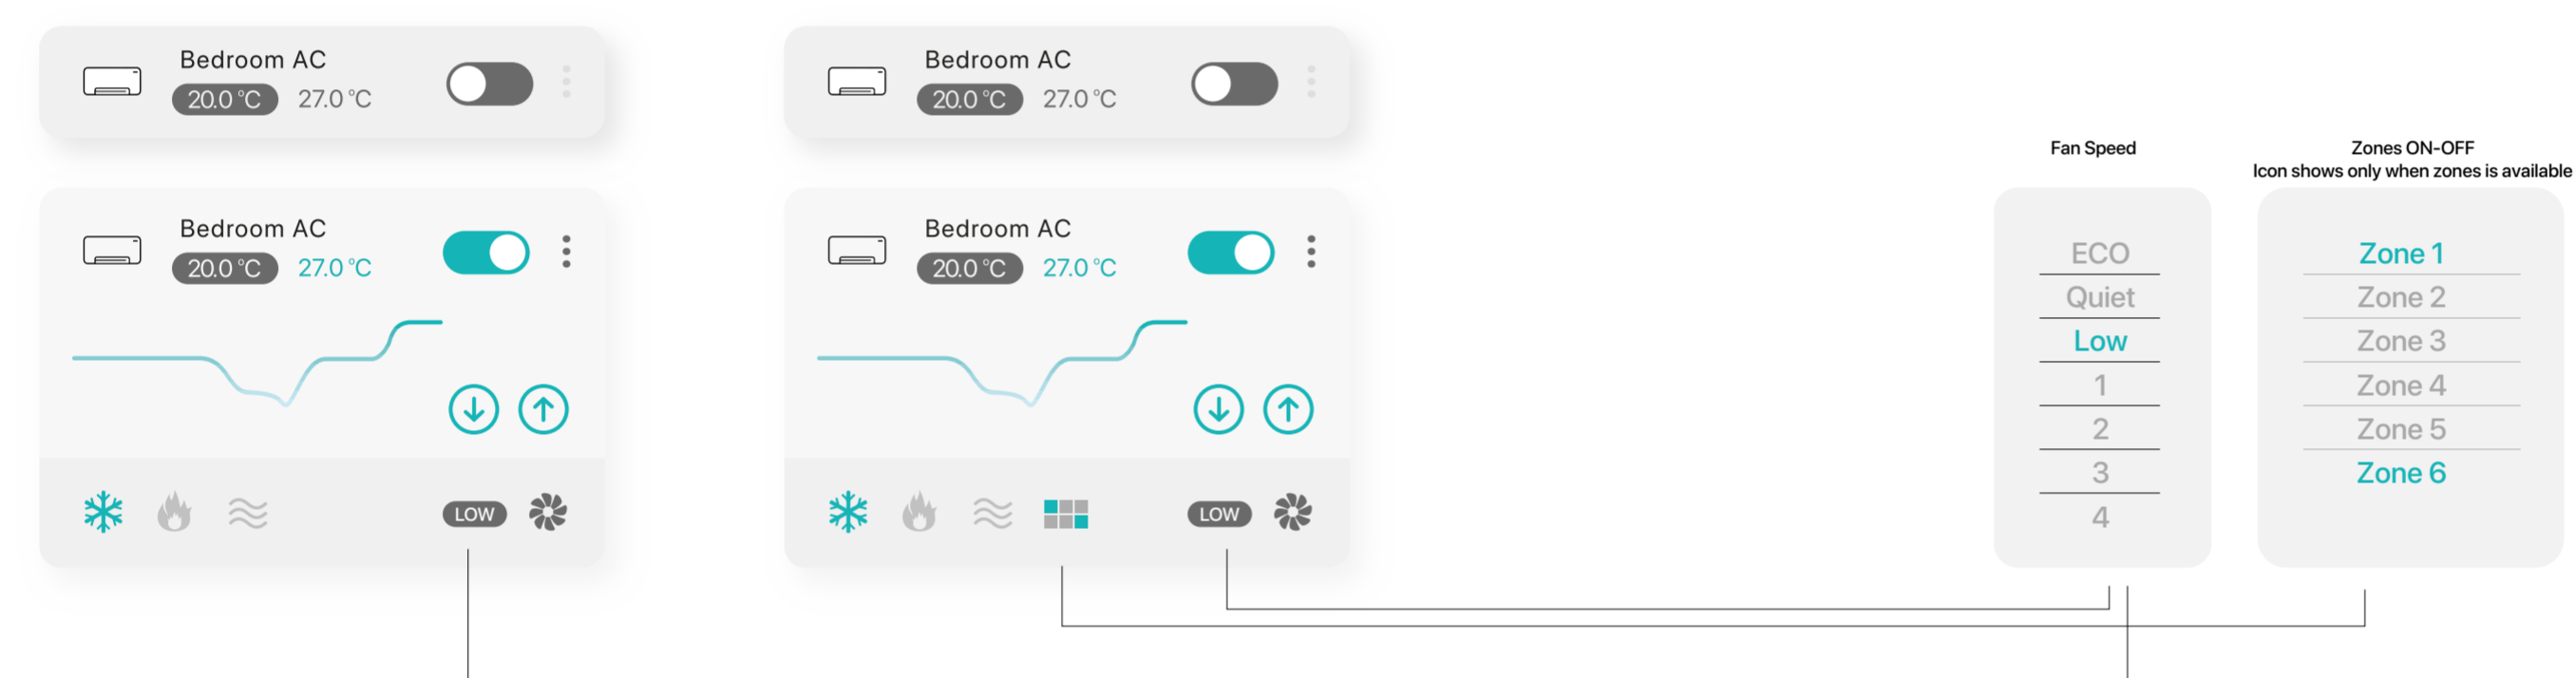 Bedroom AC
20.0 °C 27.0 °C
Bedroom AC
20.0 °C 27.0 °C
Bedroom AC
20.0 °C 27.0 °C
LOW
Bedroom AC
20.0 °C 27.0 °C
LOW
Fan Speed
ECO
Quiet
Low
1
2
3
4
Zones ON-OFF
Icon shows only when zones is available
Zone 1
Zone 2
Zone 3
Zone 4
Zone 5
Zone 6